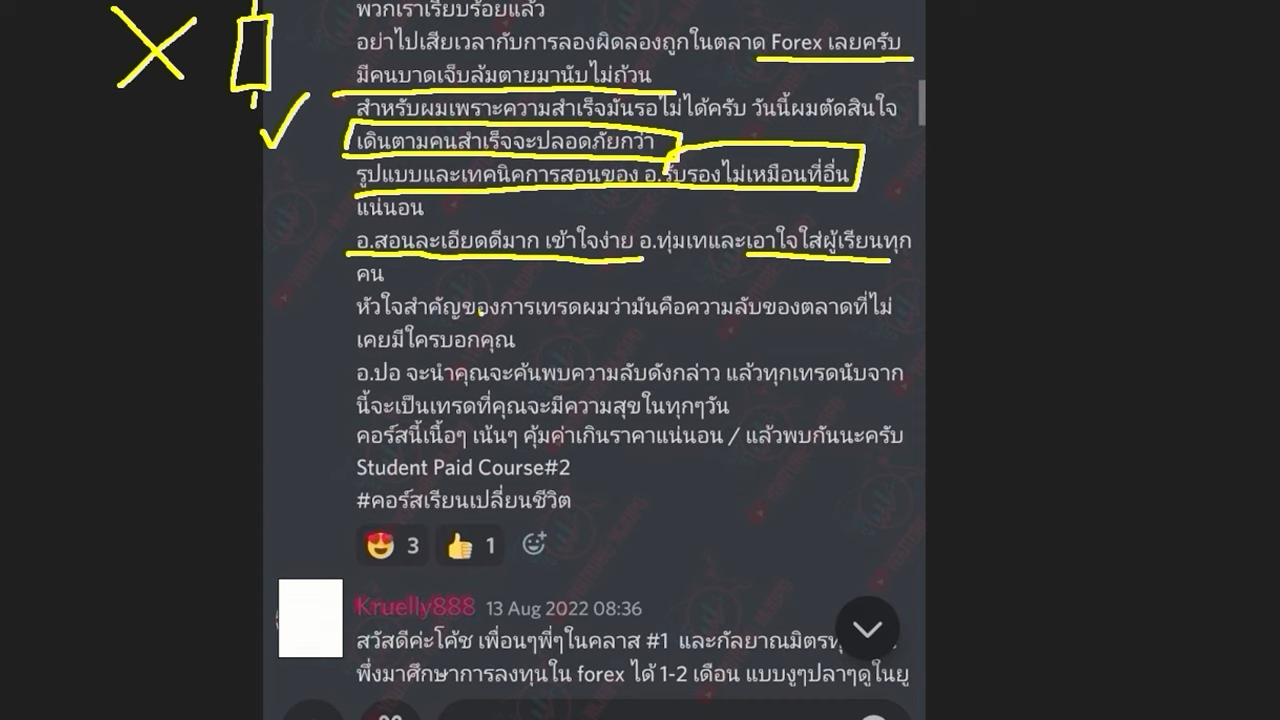 พวกเราเรียบร้อยแล้ว
อย่าไปเสียเวลากับการลองผิดลองถูกในตลาด Forex เลยครับ
มีคนบาดเจ็บล้มตายมานับไม่ถ้วน
สำหรับผมเพราะความสำเร็จมันรอไม่ได้ครับ วันนี้ผมตัดสินใจ
เดินตามคนสำเร็จจะปลอดภัยกว่า
รูปแบบและเทคนิคการสอนของ อ.รับรองไม่เหมือนที่อื่น
แน่นอน
อ.สอนละเอียดดีมาก เข้าใจง่าย อ.ทุ่มเทและเอาใจใส่ผู้เรียนทุก
คน
หัวใจสำคัญของการเทรดผมว่ามันคือความลับของตลาดที่ไม่
เคยมีใครบอกคุณ
อ.ปอ จะนำคุณจะค้นพบความลับดังกล่าว แล้วทุกเทรดนับจาก
นี้จะเป็นเทรดที่คุณจะมีความสุขในทุกๆวัน
คอร์สนี้เนื้อๆ เน้นๆ คุ้มค่าเกินราคาแน่นอน / แล้วพบกันนะครับ
Student Paid Course#2
#คอร์สเรียนเปลี่ยนชีวิต
3 1
Kruelly888 13 Aug 2022 08:36
สวัสดีค่ะโค้ช เพื่อนๆพี่ๆในคลาส #1 และกัลยาณมิตร
พึ่งมาศึกษาการลงทุนใน forex ได้ 1-2 เดือน แบบงูๆปลาๆดูในยู